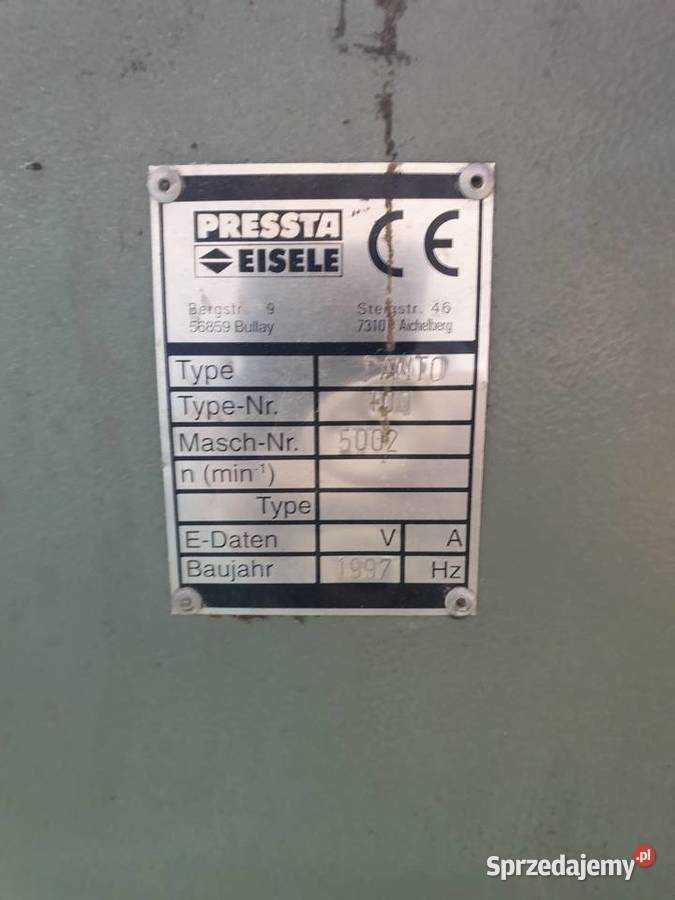 PRESSTA
EISELE CE
Bergstr. 9 Steigstr. 46
56859 Bullay Aichelberg
Type
Type-Nr.
Masch-Nr. 5002
n (min⁻¹)
Type
E-Daten V A
Baujahr 1997 Hz
Sprzedajemy.pl